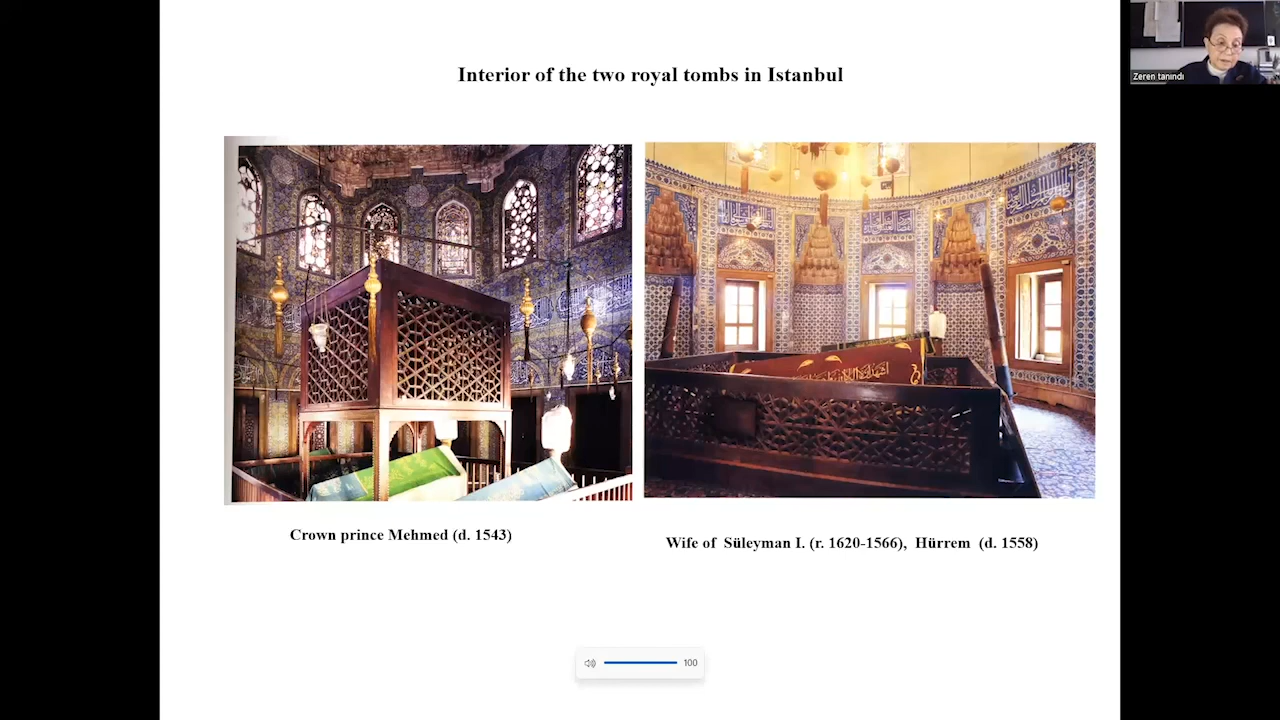 Interior of the two royal tombs in Istanbul
Zeren tanındı
Crown prince Mehmed (d. 1543)
Wife of Süleyman I. (r. 1620-1566), Hürrem (d. 1558)
100